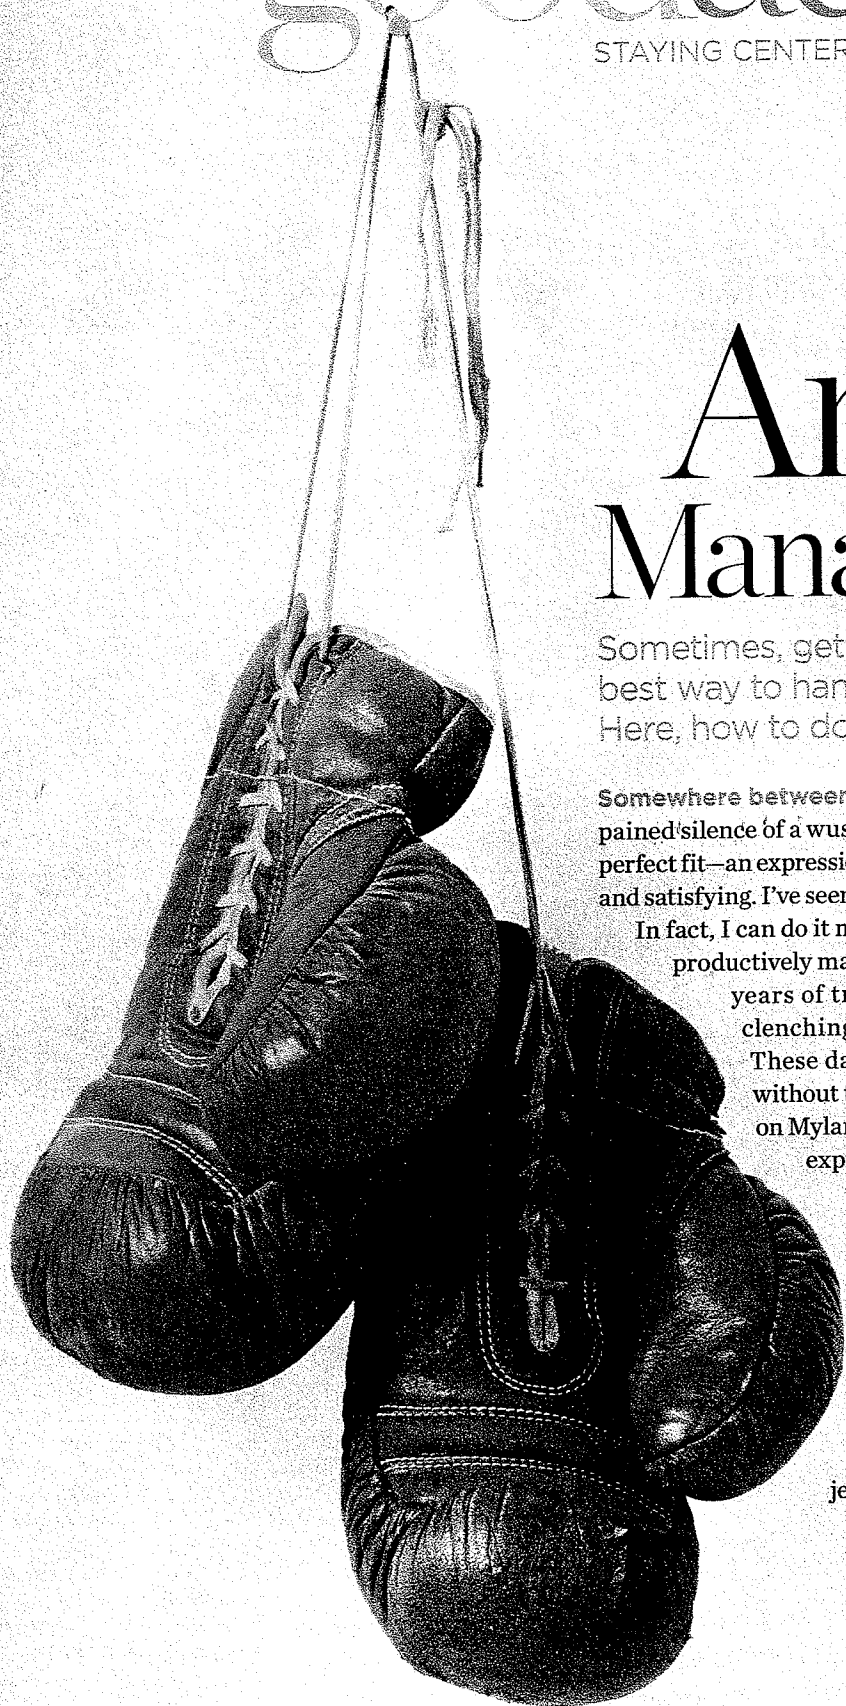 STAYING CENTER
An
Mana
Sometimes, get
best way to han
Here, how to do
Somewhere between
pained silence of a wus
perfect fit—an expressi
and satisfying. I've seen
In fact, I can do it m
productively ma
years of tr
clenching
These da
without t
on Mylar
exp
je